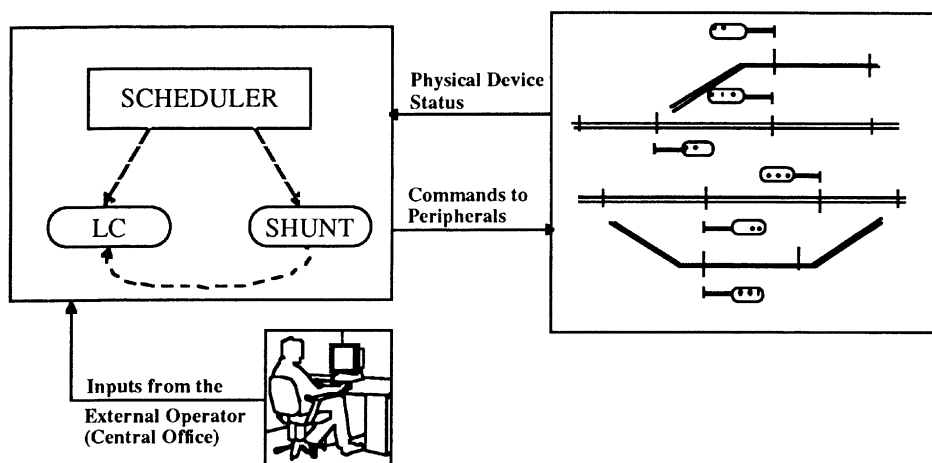 SCHEDULER
LC
SHUNT
Physical Device
Status
Commands to
Peripherals
Inputs from the
External Operator
(Central Office)